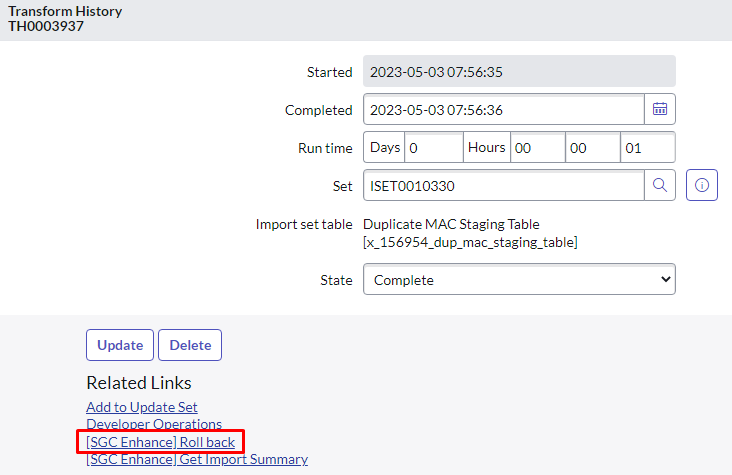 Transform History
TH0003937
Started 2023-05-03 07:56:35
Completed 2023-05-03 07:56:36
Run time Days 0 Hours 00 00 01
Set ISET0010330
Import set table Duplicate MAC Staging Table
[x_156954_dup_mac_staging_table]
State Complete
Update Delete
Related Links
Add to Update Set
Developer Operations
[SGC Enhance] Roll back
[SGC Enhance] Get Import Summary